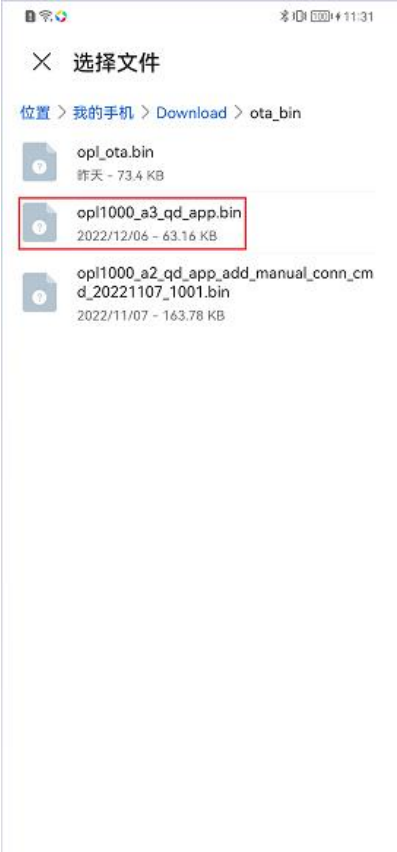 100 11:31
选择文件
位置 > 我的手机 > Download > ota_bin
opl_ota.bin
昨天 - 73.4 KB
opl1000_a3_qd_app.bin
2022/12/06 - 63.16 KB
opl1000_a2_qd_app_add_manual_conn_cm
d_20221107_1001.bin
2022/11/07 - 163.78 KB